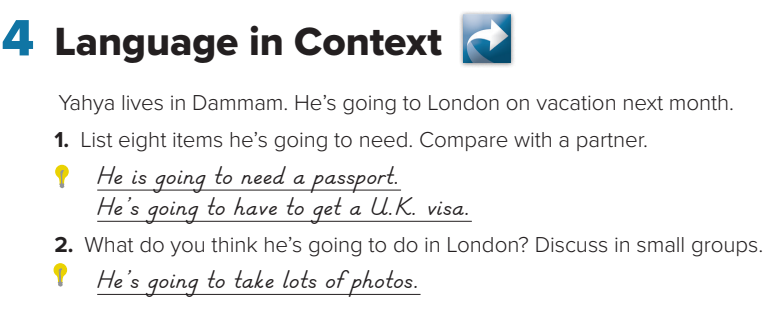 4 Language in Context
Yahya lives in Dammam. He's going to London on vacation next month.
1. List eight items he's going to need. Compare with a partner.
He is going to need a passport.
He's going to have to get a U.K. visa.
2. What do you think he's going to do in London? Discuss in small groups.
He's going to take lots of photos.